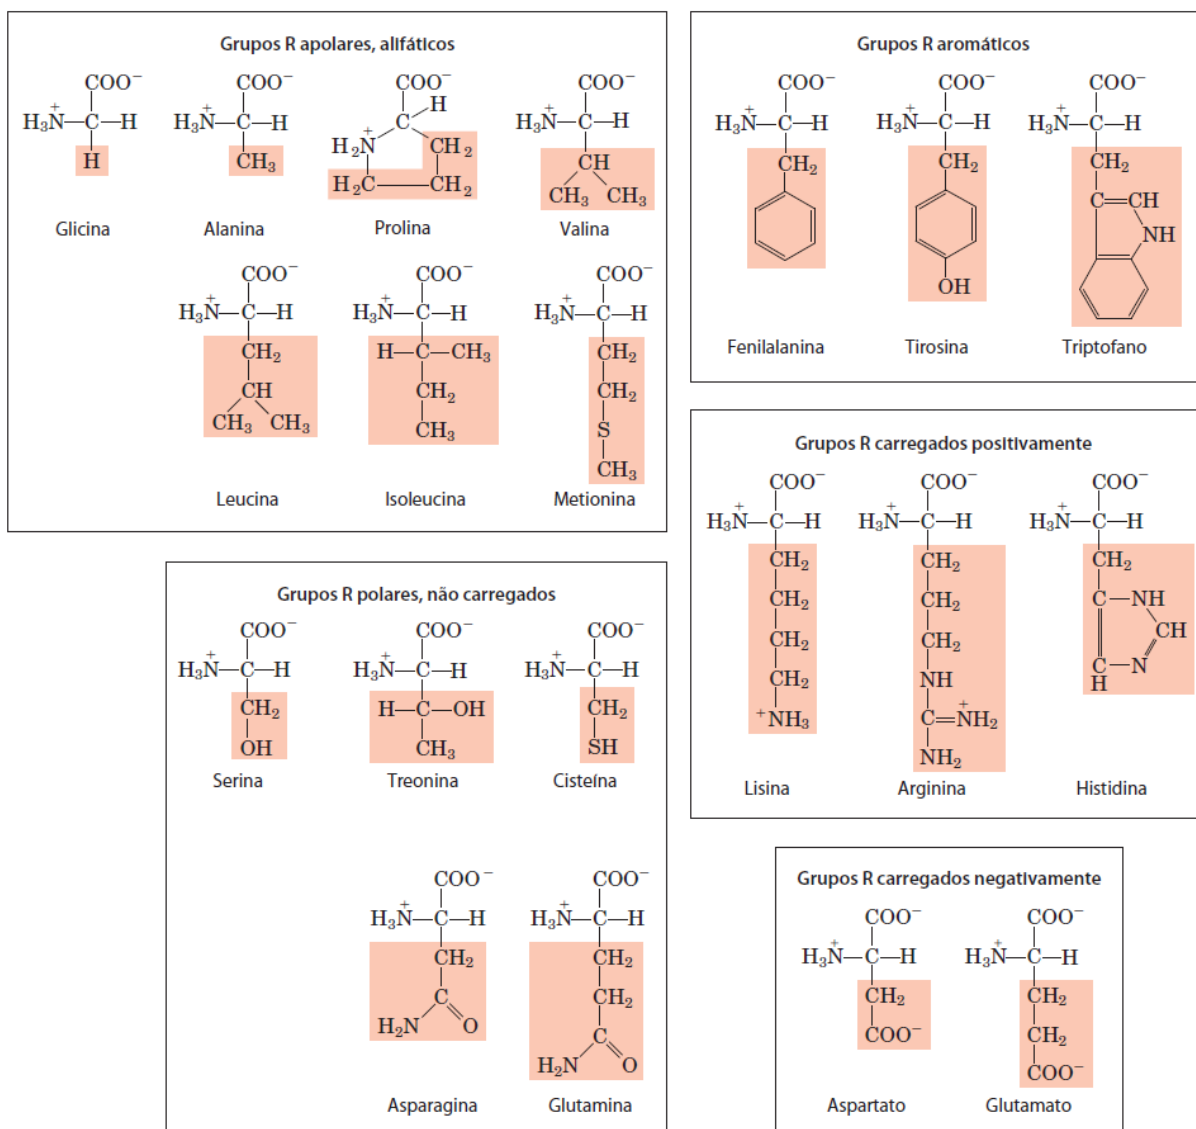 Grupos R apolares, alifáticos
COO⁻ COO⁻ COO⁻ COO⁻
H₃N⁺—C—H H₃N⁺—C—H H₂N⁺ C H H₃N⁺—C—H
H CH₃ CH₂ CH
H₂C—CH₂ CH₃ CH₃
Glicina Alanina Prolina Valina
COO⁻ COO⁻ COO⁻
H₃N⁺—C—H H₃N⁺—C—H H₃N⁺—C—H
CH₂ H—C—CH₃ CH₂
CH CH₂ CH₂
CH₃ CH₃ CH₃ S
CH₃
Leucina Isoleucina Metionina
Grupos R aromáticos
COO⁻ COO⁻ COO⁻
H₃N⁺—C—H H₃N⁺—C—H H₃N⁺—C—H
CH₂ CH₂ CH₂
C=CH
NH
OH
Fenilalanina Tirosina Triptofano
Grupos R polares, não carregados
COO⁻ COO⁻ COO⁻
H₃N⁺—C—H H₃N⁺—C—H H₃N⁺—C—H
CH₂ H—C—OH CH₂
OH CH₃ SH
Serina Treonina Cisteína
COO⁻ COO⁻
H₃N⁺—C—H H₃N⁺—C—H
CH₂ CH₂
C CH₂
H₂N O C
H₂N O
Asparagina Glutamina
Grupos R carregados positivamente
COO⁻ COO⁻ COO⁻
H₃N⁺—C—H H₃N⁺—C—H H₃N⁺—C—H
CH₂ CH₂ CH₂
CH₂ CH₂ C—NH
CH₂ CH₂ CH
CH₂ NH C—N
⁺NH₃ C=N⁺H₂ H
NH₂
Lisina Arginina Histidina
Grupos R carregados negativamente
COO⁻ COO⁻
H₃N⁺—C—H H₃N⁺—C—H
CH₂ CH₂
COO⁻ CH₂
COO⁻
Aspartato Glutamato